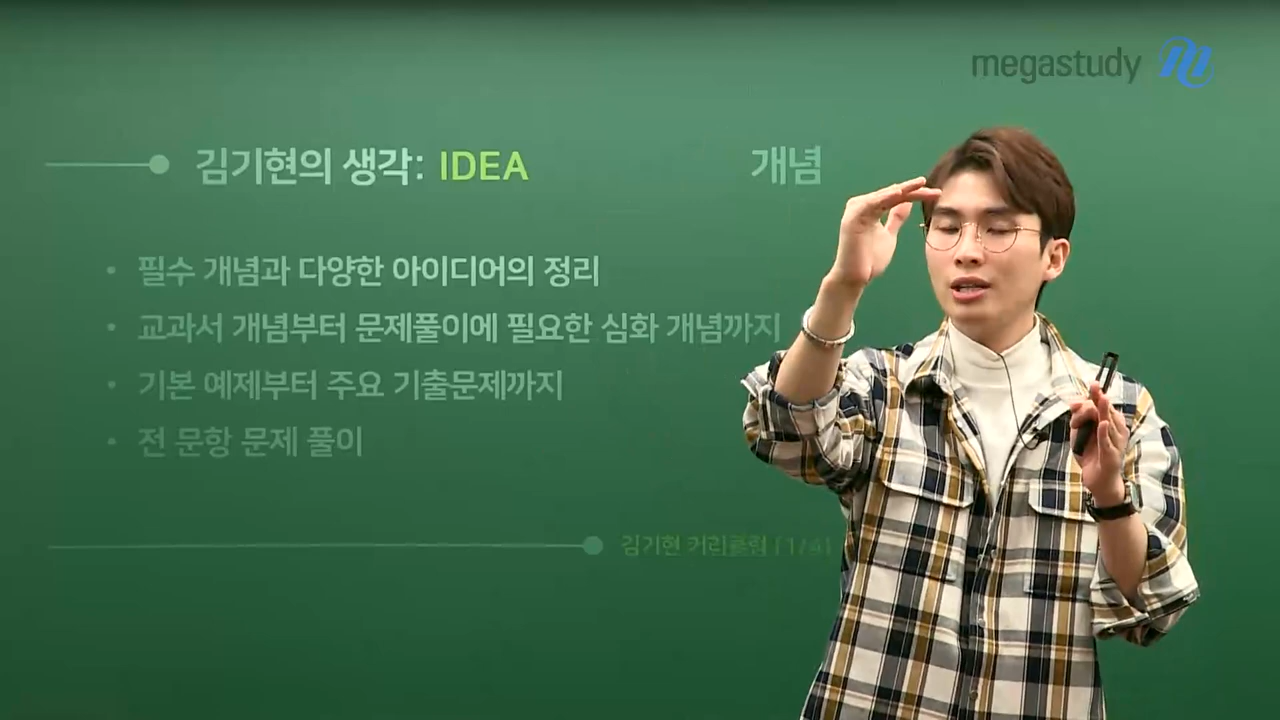 megastudy
김기현의 생각: IDEA 개념
• 필수 개념과 다양한 아이디어의 정리
• 교과서 개념부터 문제풀이에 필요한 심화 개념까지
• 기본 예제부터 주요 기출문제까지
• 전 문항 문제 풀이
김기현 커리큘럼 [1/4]